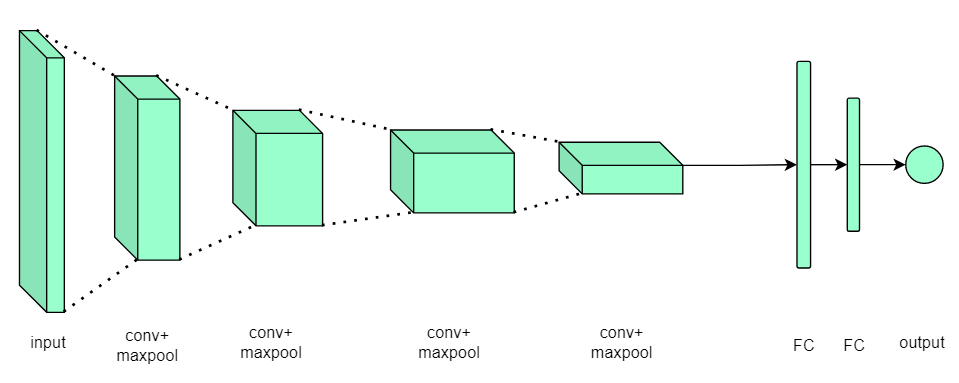 input
conv+
maxpool
conv+
maxpool
conv+
maxpool
conv+
maxpool
FC
FC
output